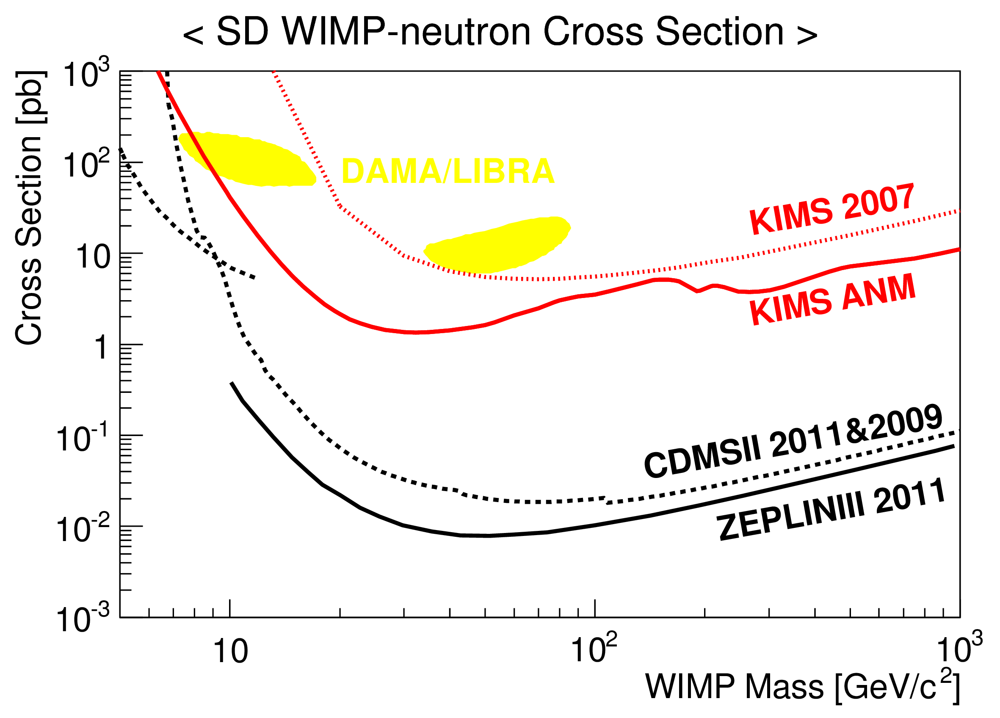 < SD WIMP-neutron Cross Section >
Cross Section [pb]
10³
10²
10
1
10⁻¹
10⁻²
10⁻³
DAMA/LIBRA
KIMS 2007
KIMS ANM
CDMSII 2011&2009
ZEPLINIII 2011
10
10²
10³
WIMP Mass [GeV/c²]